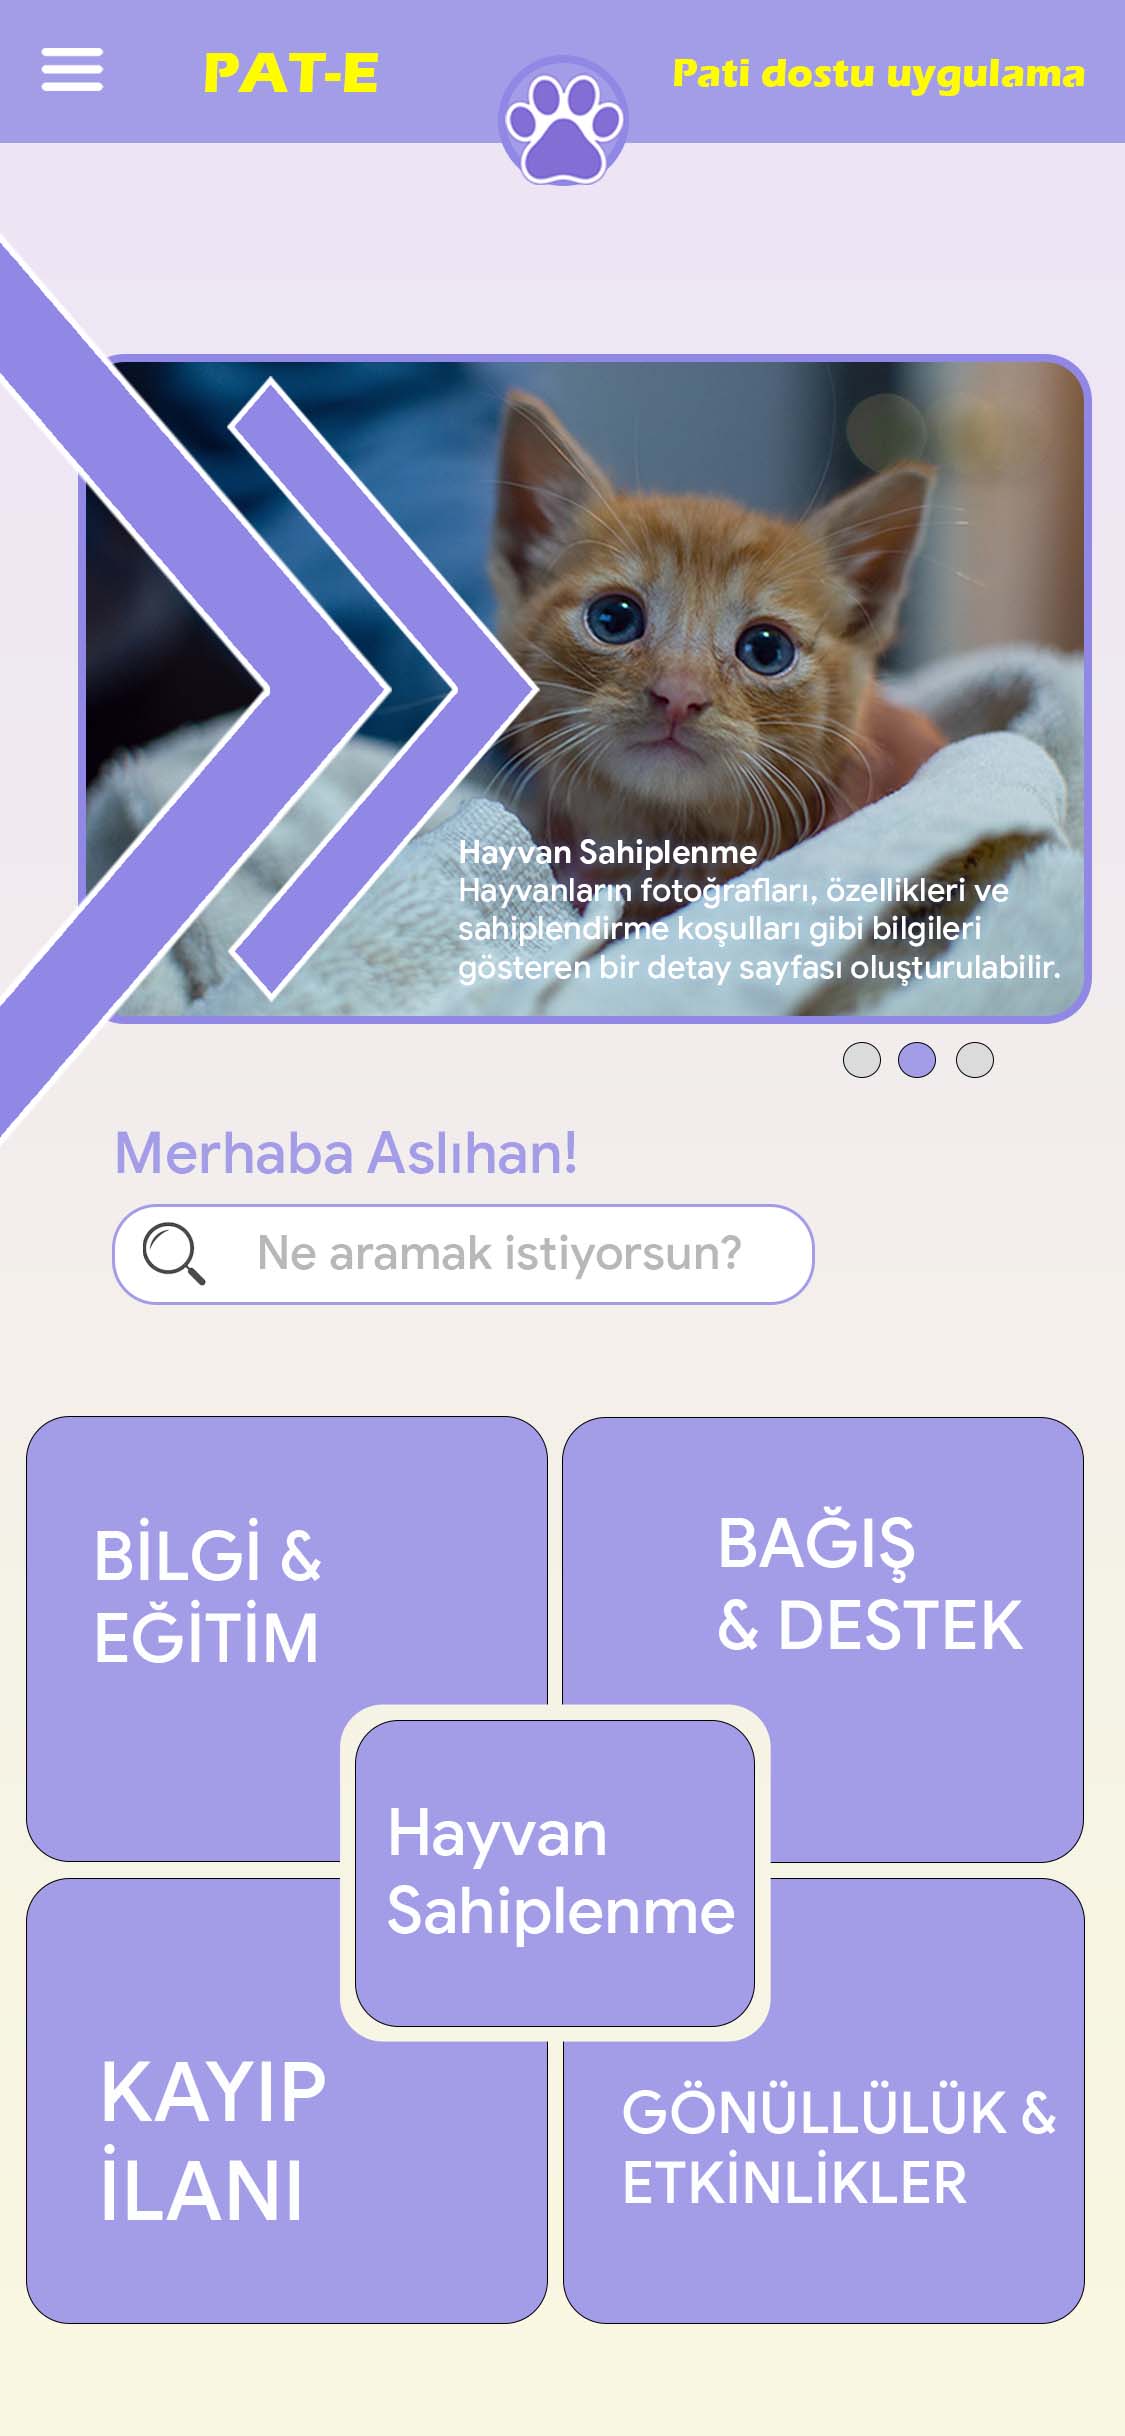 PAT-E
Pati dostu uygulama
Hayvan Sahiplenme
Hayvanların fotoğrafları, özellikleri ve
sahiplendirme koşulları gibi bilgileri
gösteren bir detay sayfası oluşturulabilir.
Merhaba Aslıhan!
Ne aramak istiyorsun?
BİLGİ &
EĞİTİM
BAĞIŞ
& DESTEK
Hayvan
Sahiplenme
KAYIP
İLANI
GÖNÜLLÜLÜK &
ETKİNLİKLER